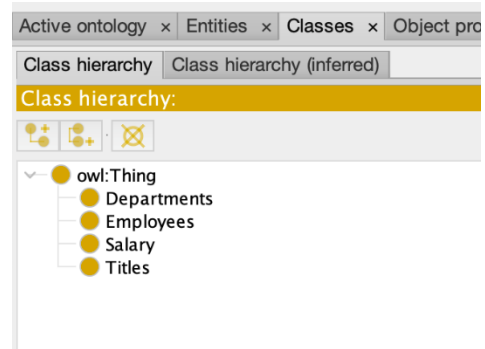 Active ontology × Entities × Classes × Object pro
Class hierarchy Class hierarchy (inferred)
Class hierarchy:
owl:Thing
Departments
Employees
Salary
Titles